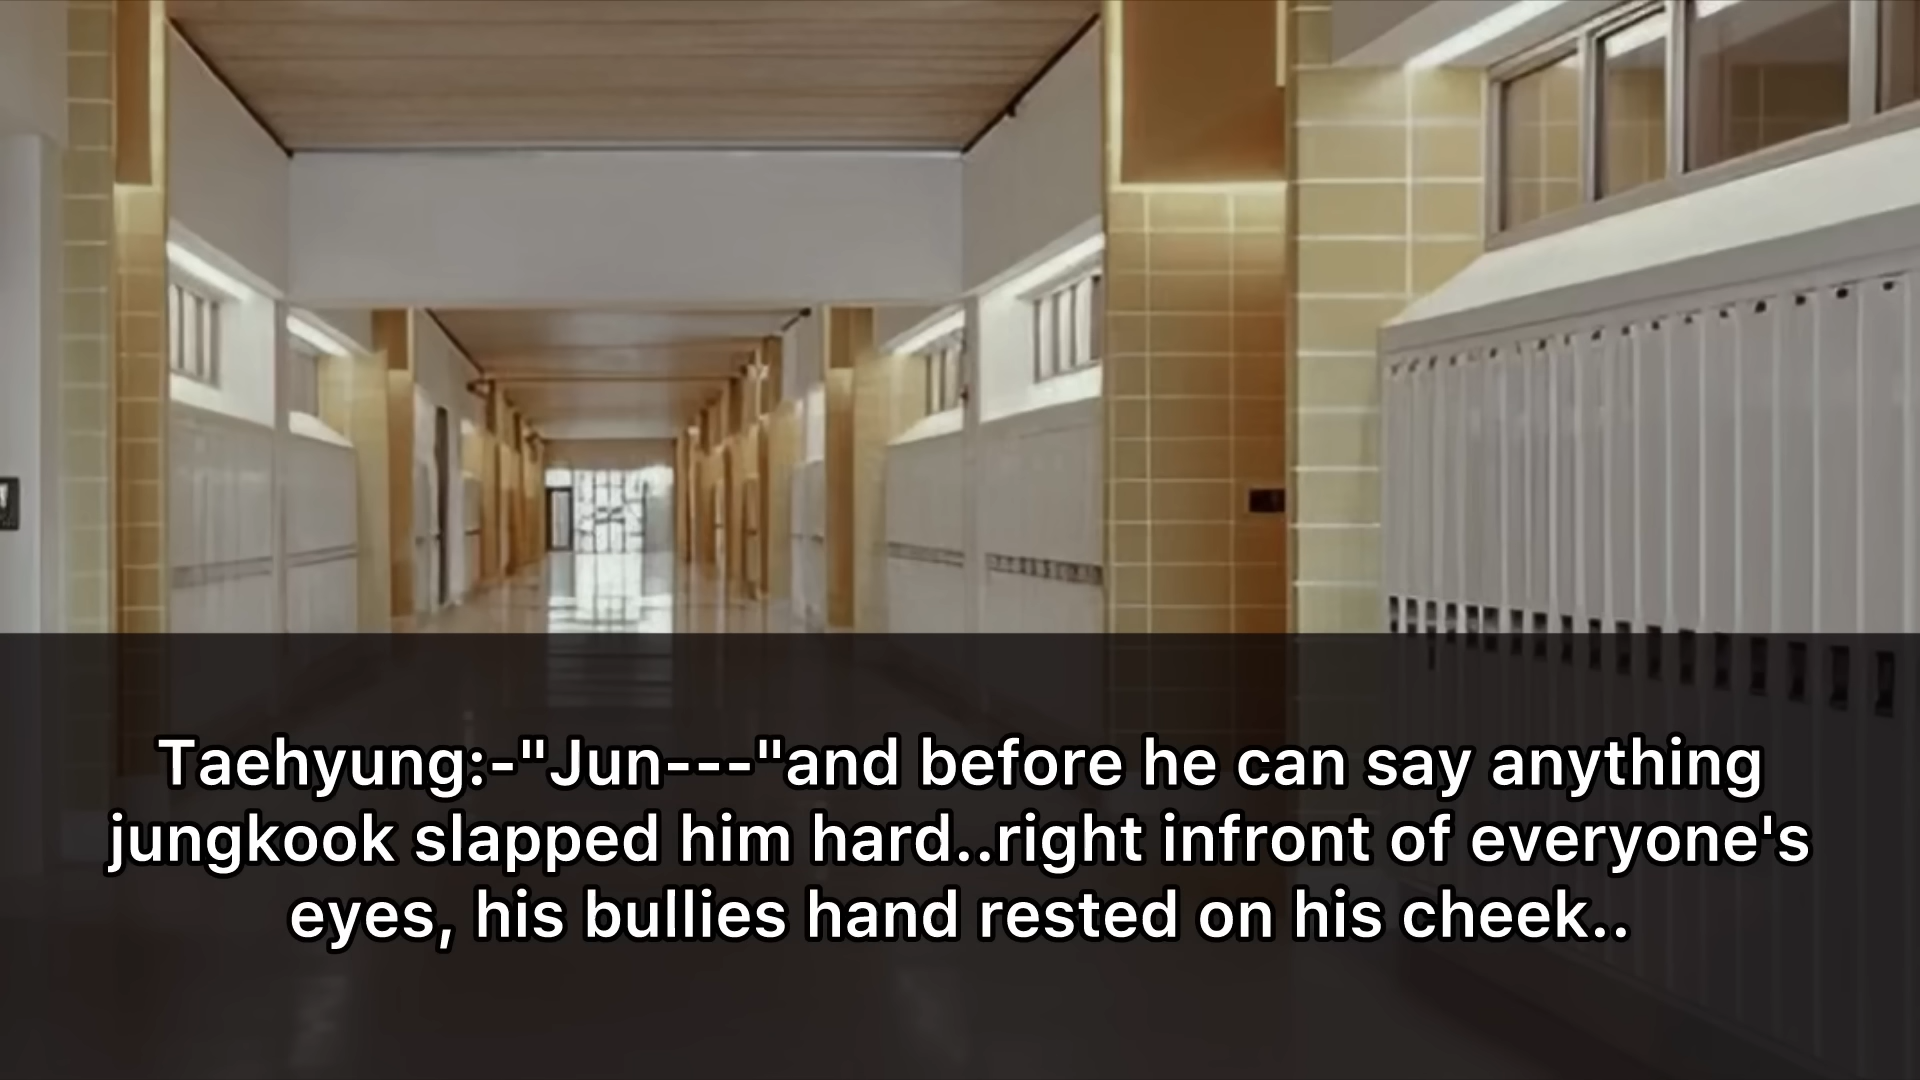 Taehyung:-"Jun---"and before he can say anything
jungkook slapped him hard..right infront of everyone's
eyes, his bullies hand rested on his cheek..